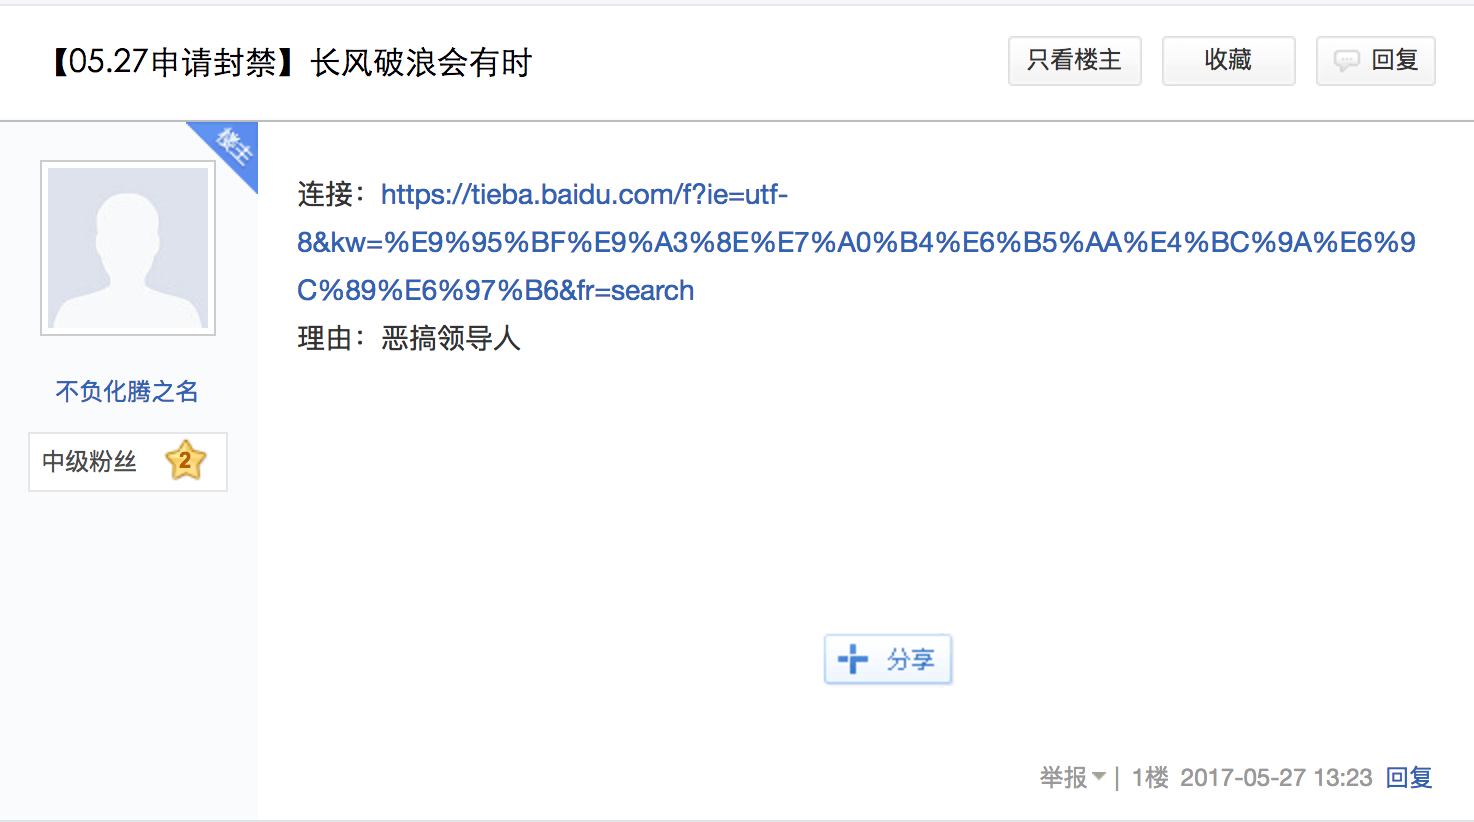 【05.27申请封禁】长风破浪会有时
只看楼主
收藏
回复
楼主
不负化腾之名
中级粉丝 2
连接：https://tieba.baidu.com/f?ie=utf-
8&kw=%E9%95%BF%E9%A3%8E%E7%A0%B4%E6%B5%AA%E4%BC%9A%E6%9
C%89%E6%97%B6&fr=search
理由：恶搞领导人
分享
举报 | 1楼 2017-05-27 13:23 回复